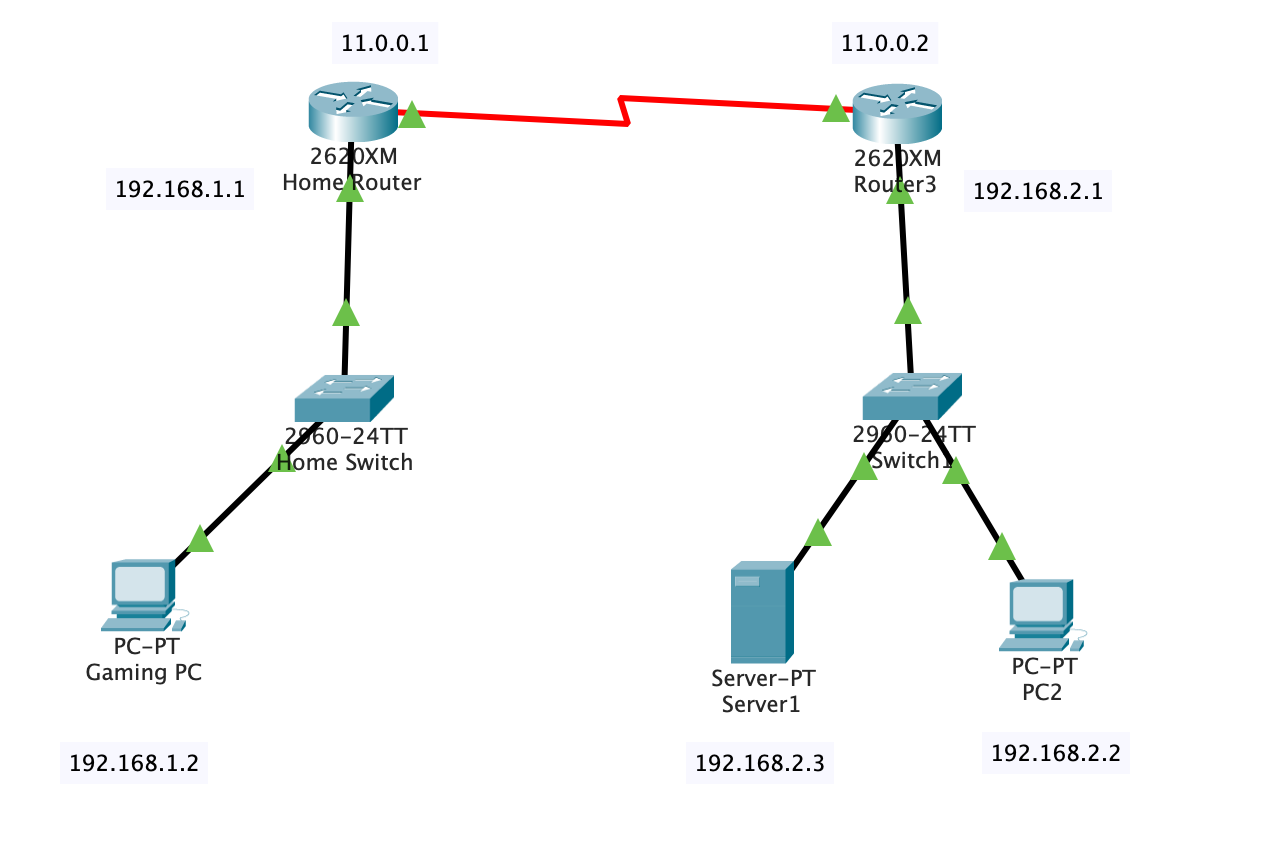 11.0.0.1
11.0.0.2
2620XM
Home Router
2620XM
Router3
192.168.1.1
192.168.2.1
2960-24TT
Home Switch
2960-24TT
Switch1
PC-PT
Gaming PC
Server-PT
Server1
PC-PT
PC2
192.168.1.2
192.168.2.3
192.168.2.2